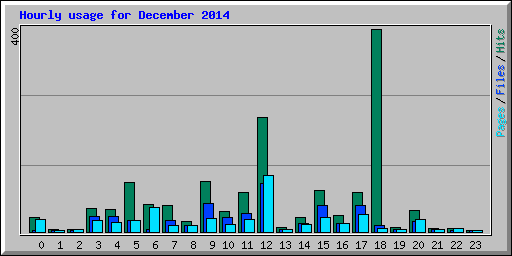 Hourly usage for December 2014
400
Pages/Files/Hits
0 1 2 3 4 5 6 7 8 9 10 11 12 13 14 15 16 17 18 19 20 21 22 23